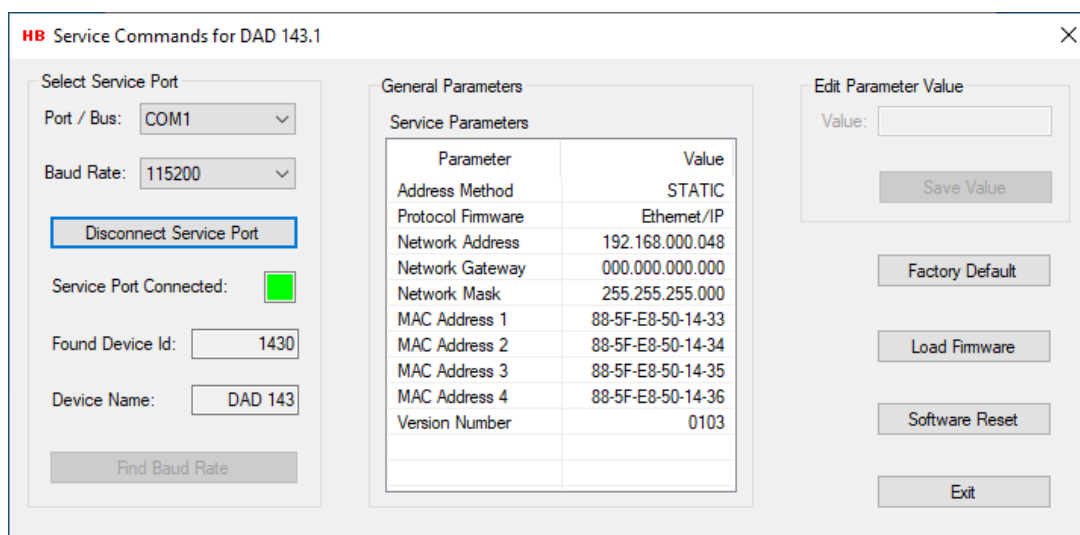 HB Service Commands for DAD 143.1
Select Service Port
Port / Bus: COM1
Baud Rate: 115200
Disconnect Service Port
Service Port Connected:
Found Device Id: 1430
Device Name: DAD 143
Find Baud Rate
General Parameters
Service Parameters
Parameter Value
Address Method STATIC
Protocol Firmware Ethernet/IP
Network Address 192.168.000.048
Network Gateway 000.000.000.000
Network Mask 255.255.255.000
MAC Address 1 88-5F-E8-50-14-33
MAC Address 2 88-5F-E8-50-14-34
MAC Address 3 88-5F-E8-50-14-35
MAC Address 4 88-5F-E8-50-14-36
Version Number 0103
Edit Parameter Value
Value:
Save Value
Factory Default
Load Firmware
Software Reset
Exit